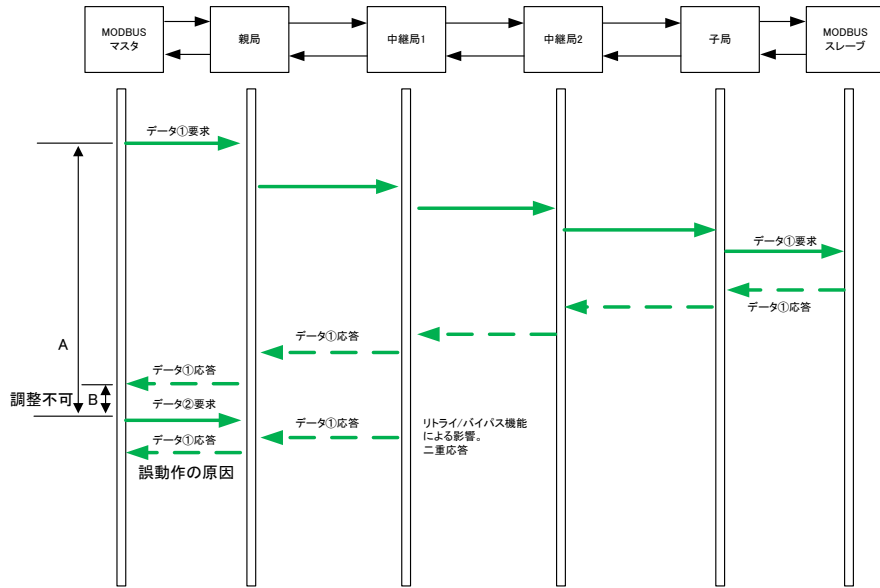 MODBUS
マスタ
親局
中継局1
中継局2
子局
MODBUS
スレーブ
データ①要求
データ①要求
データ①応答
A
データ①応答
データ①応答
調整不可
B
データ②要求
データ①応答
リトライ/バイパス機能
による影響。
二重応答
データ①応答
誤動作の原因